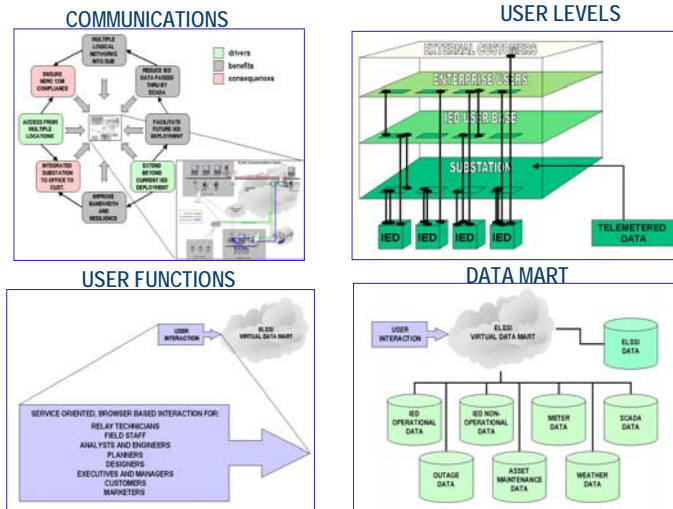 COMMUNICATIONS
MULTIPLE
LOGICAL
NETWORKS
INTO SUB
drivers
benefits
consequences
ENSURE
NERC 1300
COMPLIANCE
REDUCE IED
DATA PASSED
THRU BY
SCADA
ACCESS FROM
MULTIPLE
LOCATIONS
FACILITATE
FUTURE IED
DEPLOYMENT
INTEGRATED
SUBSTATION
TO OFFICE TO
CUST.
EXTEND
BEYOND
CURRENT IED
DEPLOYMENT
IMPROVE
BANDWIDTH
AND
RESILIENCE
USER LEVELS
EXTERNAL CUSTOMERS
ENTERPRISE USERS
IED USER BASE
SUBSTATION
IED
IED
IED
IED
TELEMETERED
DATA
USER FUNCTIONS
USER
INTERACTION
ELSSI
VIRTUAL DATA MART
SERVICE ORIENTED, BROWSER BASED INTERACTION FOR:
RELAY TECHNICIANS
FIELD STAFF
ANALYSTS AND ENGINEERS
PLANNERS
DESIGNERS
EXECUTIVES AND MANAGERS
CUSTOMERS
MARKETERS
DATA MART
USER
INTERACTION
ELSSI
VIRTUAL DATA MART
ELSSI
DATA
IED
OPERATIONAL
DATA
IED NON-
OPERATIONAL
DATA
METER
DATA
SCADA
DATA
OUTAGE
DATA
ASSET
MAINTENANCE
DATA
WEATHER
DATA